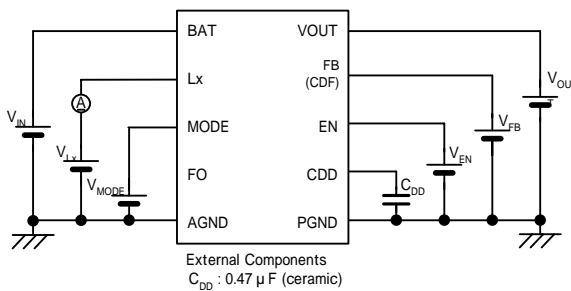 BAT VOUT
Lx FB
(CDF)
A
MODE EN
FO CDD
AGND PGND
V_IN
V_Lx
V_MODE
C_DD
V_EN
V_FB
V_OUT
External Components
C_DD : 0.47 µ F (ceramic)